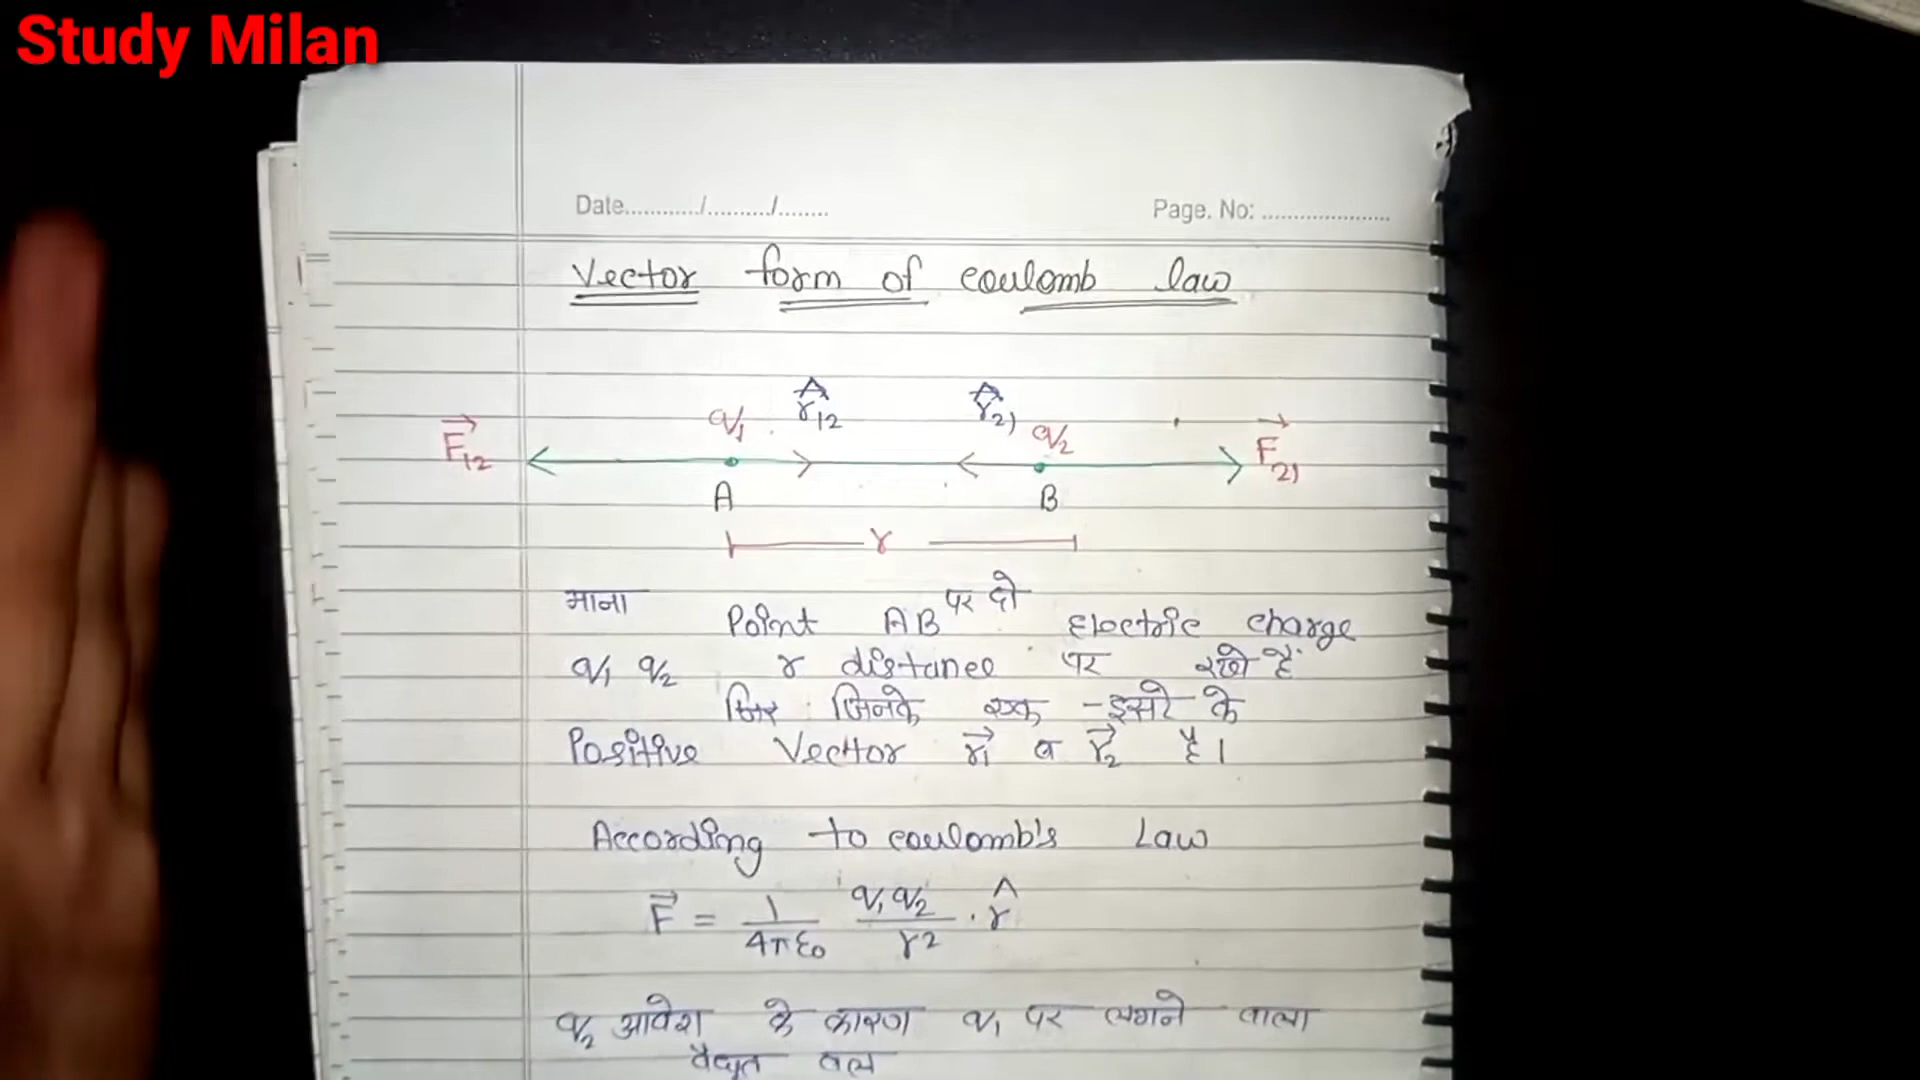 Study Milan
Date............/.........../........
Page. No: .....................
Vector form of coulomb law
r̂₁₂ r̂₂₁
F⃗₁₂ q₁ q₂ F⃗₂₁
A B
r
माना Point AB पर दो Electric charge
q₁ q₂ r distance पर रखे हैं
जिनके एक -दूसरे के
Positive Vector r⃗₁ व r⃗₂ है।
According to coulomb's Law
F⃗ = 1/4πε₀ q₁q₂/r² . r̂
q₂ आवेश के कारण q₁ पर लगने वाला
वैद्युत बल